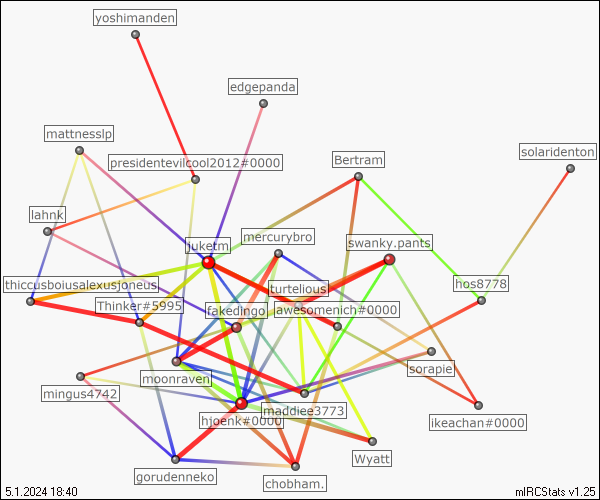 yoshimanden
edgepanda
mattnesslp
presidentevilcool2012#0000
Bertram
solaridenton
lahnk
juketm
mercurybro
swanky.pants
thiccusboiusalexusjoneus
turtelious
hos8778
Thinker#5995
fakedingo
awesomenich#0000
moonraven
sorapie
mingus4742
maddiee3773
hjoenk#0000
ikeachan#0000
Wyatt
gorudenneko
chobham.
5.1.2024 18:40
mIRCStats v1.25